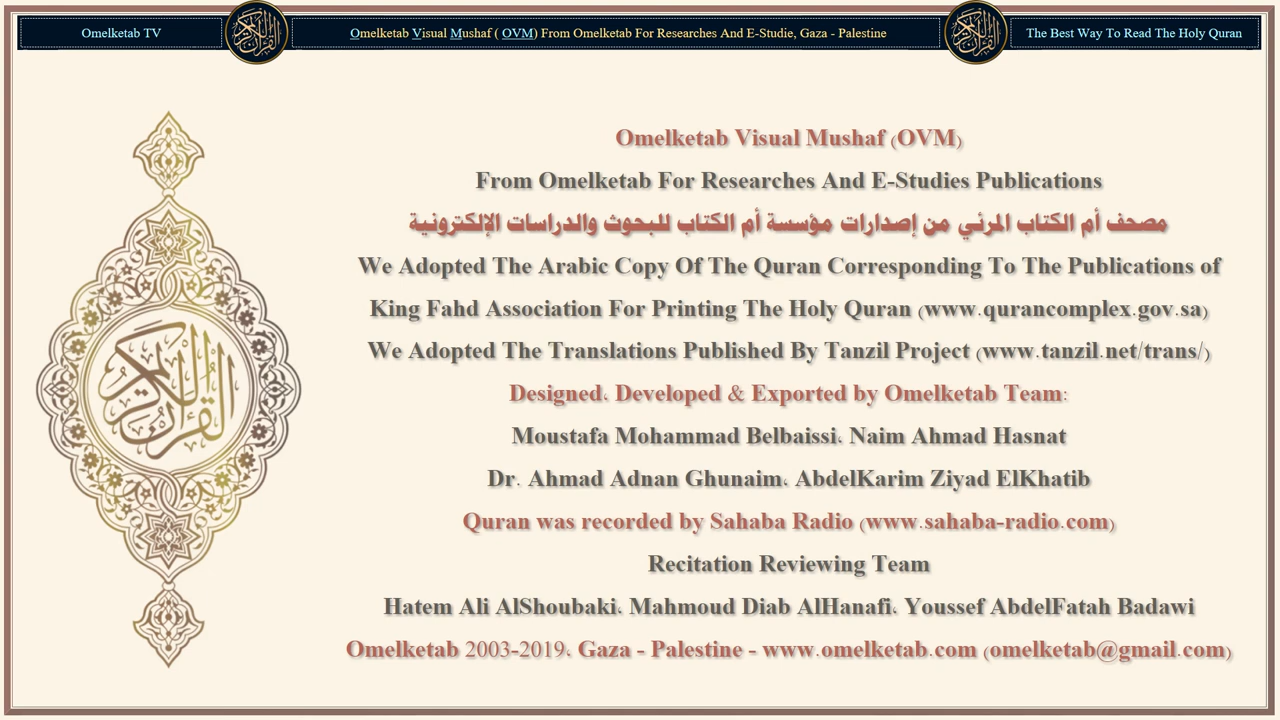 Omelketab TV
Omelketab Visual Mushaf ( OVM) From Omelketab For Researches And E-Studie, Gaza - Palestine
The Best Way To Read The Holy Quran
Omelketab Visual Mushaf (OVM)
From Omelketab For Researches And E-Studies Publications
مصحف أم الكتاب المرئي من إصدارات مؤسسة أم الكتاب للبحوث والدراسات الإلكترونية
We Adopted The Arabic Copy Of The Quran Corresponding To The Publications of
King Fahd Association For Printing The Holy Quran (www.qurancomplex.gov.sa)
We Adopted The Translations Published By Tanzil Project (www.tanzil.net/trans/)
Designed، Developed & Exported by Omelketab Team:
Moustafa Mohammad Belbaissi، Naim Ahmad Hasnat
Dr. Ahmad Adnan Ghunaim، AbdelKarim Ziyad ElKhatib
Quran was recorded by Sahaba Radio (www.sahaba-radio.com)
Recitation Reviewing Team
Hatem Ali AlShoubaki، Mahmoud Diab AlHanafi، Youssef AbdelFatah Badawi
Omelketab 2003-2019، Gaza - Palestine - www.omelketab.com (omelketab@gmail.com)
القرآن الكريم